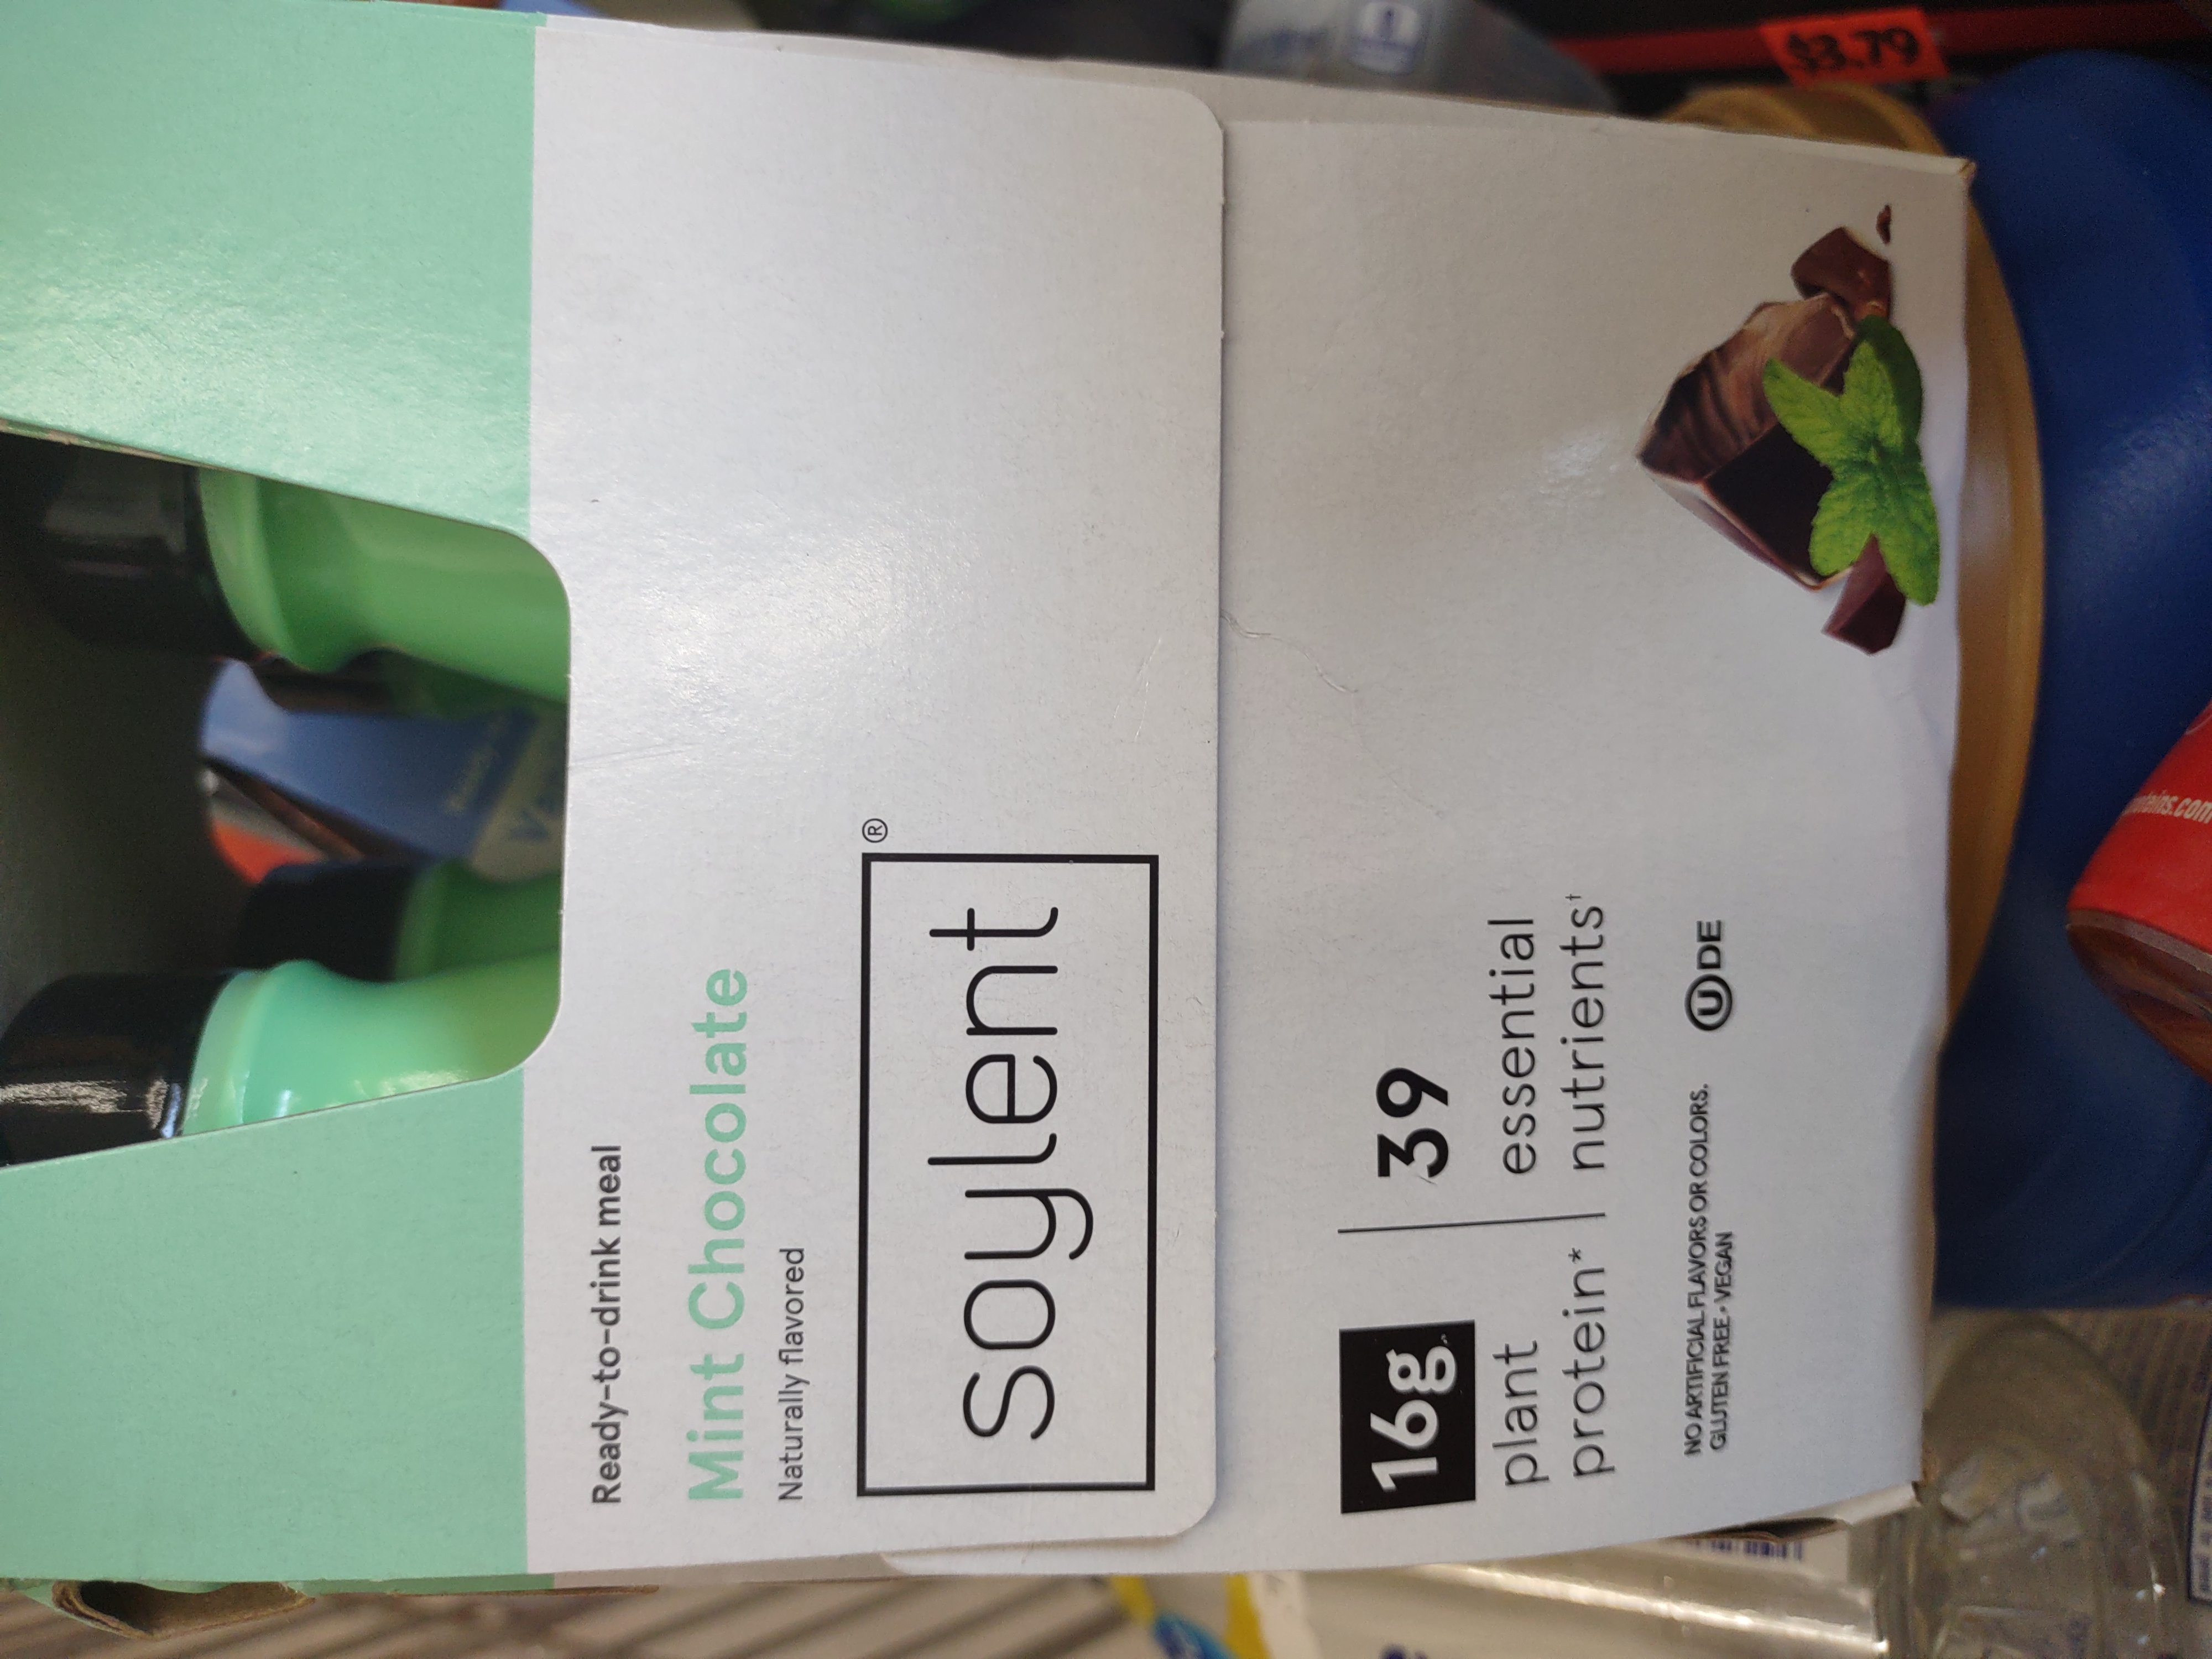 Ready-to-drink meal
Mint Chocolate
Naturally flavored
soylent®
16g
plant
protein*
39
essential
nutrients†
NO ARTIFICIAL FLAVORS OR COLORS.
GLUTEN FREE • VEGAN
U DE
$3.79